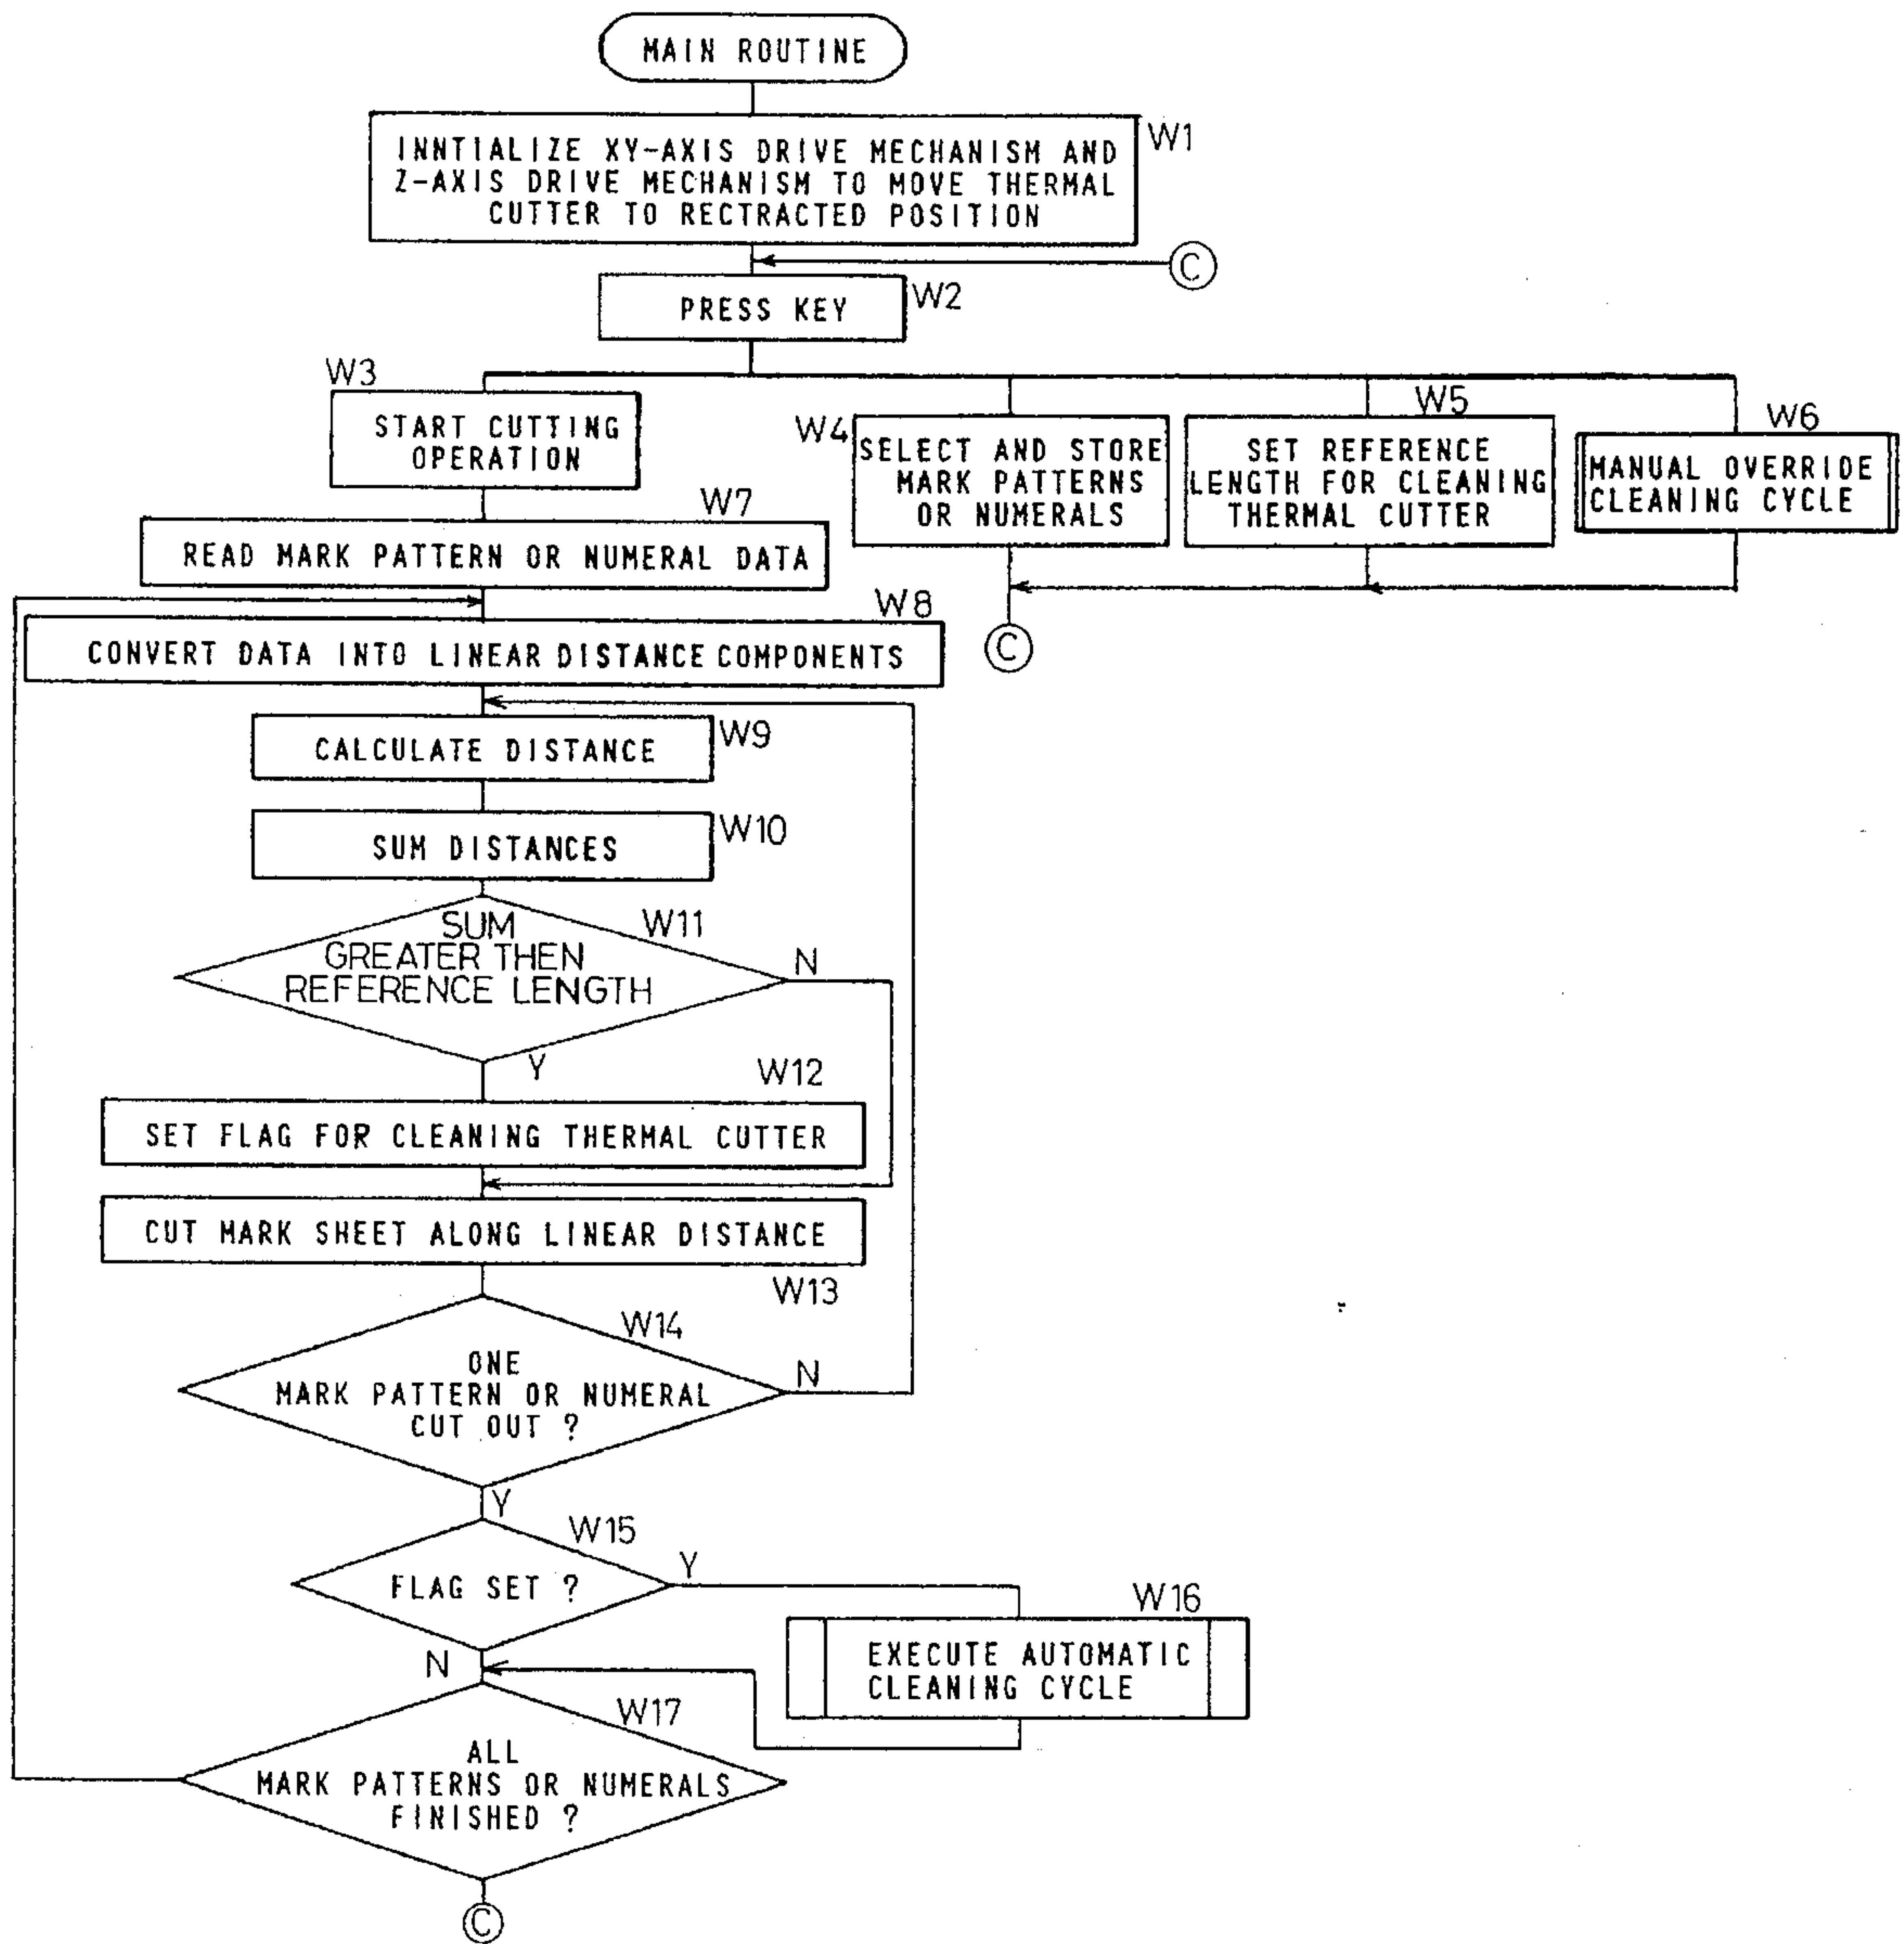 MAIN ROUTINE
W1
INNTIALIZE XY-AXIS DRIVE MECHANISM AND
Z-AXIS DRIVE MECHANISM TO MOVE THERMAL
CUTTER TO RECTRACTED POSITION
C
PRESS KEY
W2
W3
START CUTTING
OPERATION
W4
SELECT AND STORE
MARK PATTERNS
OR NUMERALS
W5
SET REFERENCE
LENGTH FOR CLEANING
THERMAL CUTTER
W6
MANUAL OVERRIDE
CLEANING CYCLE
C
W7
READ MARK PATTERN OR NUMERAL DATA
W8
CONVERT DATA INTO LINEAR DISTANCE COMPONENTS
CALCULATE DISTANCE
W9
SUM DISTANCES
W10
W11
SUM
GREATER THEN
REFERENCE LENGTH
N
Y
W12
SET FLAG FOR CLEANING THERMAL CUTTER
CUT MARK SHEET ALONG LINEAR DISTANCE
W13
W14
ONE
MARK PATTERN OR NUMERAL
CUT OUT ?
N
Y
W15
FLAG SET ?
Y
N
W16
EXECUTE AUTOMATIC
CLEANING CYCLE
W17
ALL
MARK PATTERNS OR NUMERALS
FINISHED ?
C